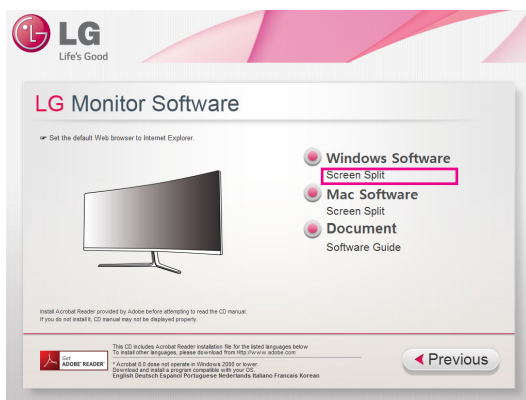 LG
Life's Good
LG Monitor Software
☞ Set the default Web browser to Internet Explorer.
Windows Software
Screen Split
Mac Software
Screen Split
Document
Software Guide
Install Acrobat Reader provided by Adobe before attempting to read the CD manual.
If you do not install it, CD manual may not be displayed properly.
Get
ADOBE® READER®
This CD includes Acrobat Reader installation file for the listed languages below
To install other languages, please download from Http://www.adobe.com
* Acrobat 8.0 dose not operate in Windows 2000 or lower.
Download and install a program compatible with your OS.
English Deutsch Espanol Portuguese Nederlands Italiano Francais Korean
Previous